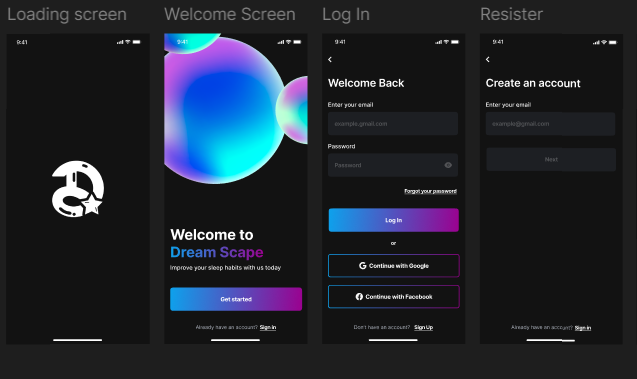 Loading screen
9:41
Welcome Screen
9:41
Welcome to
Dream Scape
Improve your sleep habits with us today
Get started
Already have an account? Sign in
Log In
9:41
Welcome Back
Enter your email
example.gmail.com
Password
Password
Forgot your password
Log In
or
Continue with Google
Continue with Facebook
Don't have an account? Sign Up
Resister
9:41
Create an account
Enter your email
example@gmail.com
Next
Already have an account? Sign in